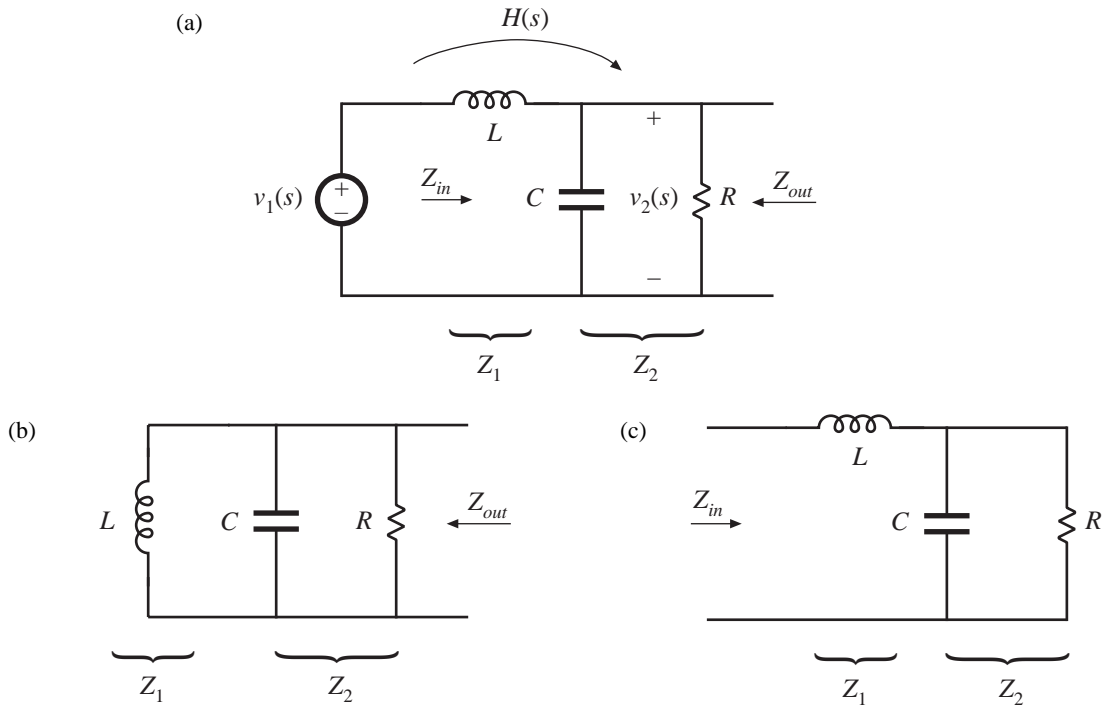 (a)
H(s)
L
+
v1(s)
+
−
Zin
C
v2(s)
R
Zout
−
Z1
Z2
(b)
L
C
R
Zout
Z1
Z2
(c)
L
Zin
C
R
Z1
Z2